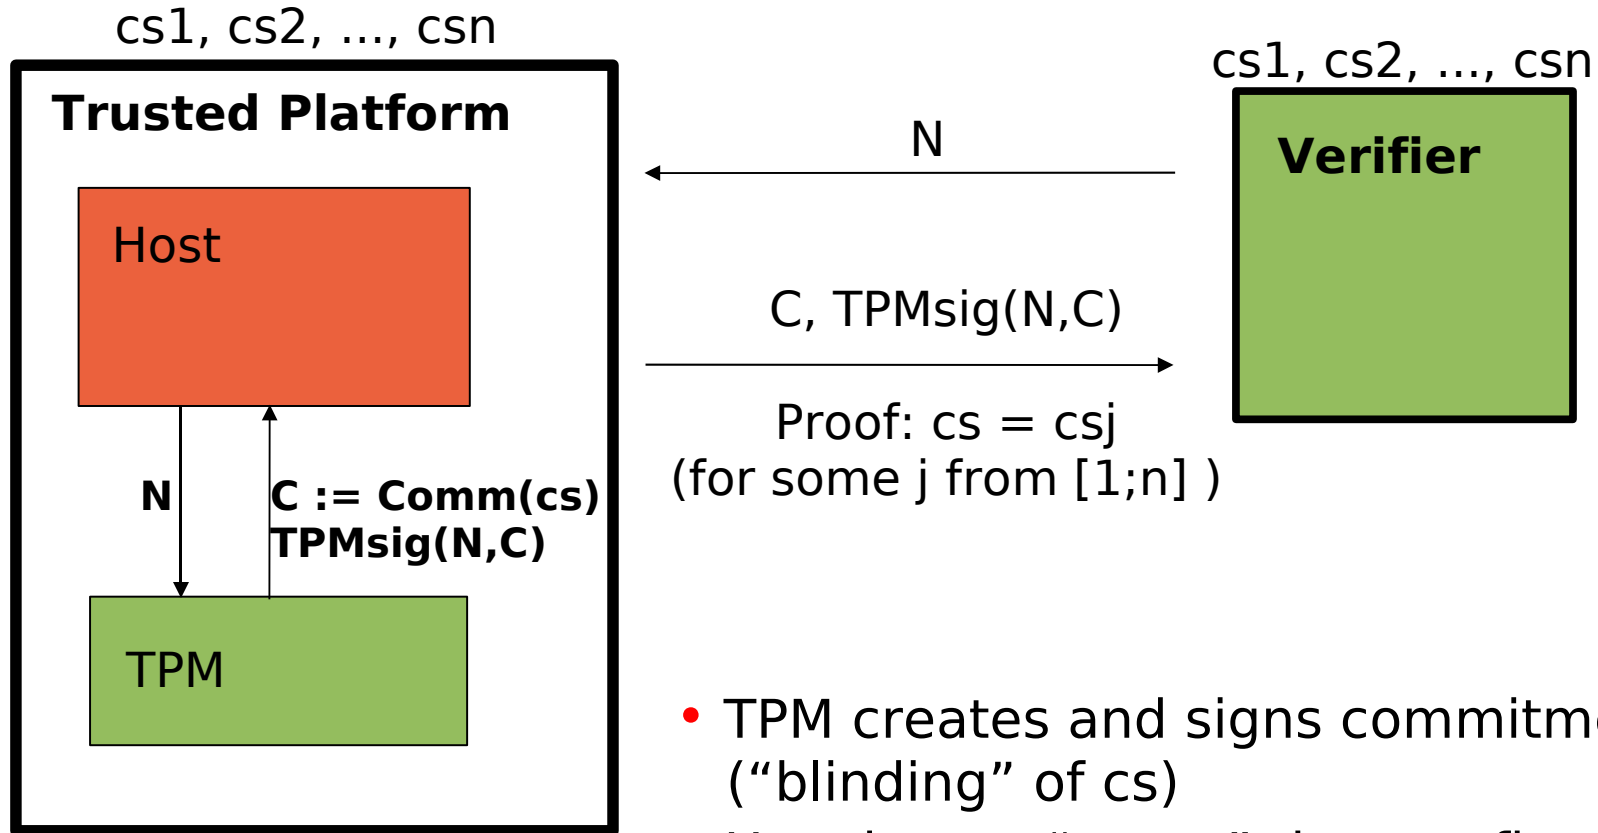 cs1, cs2, ..., csn
cs1, cs2, ..., csn
Trusted Platform
N
Verifier
Host
C, TPMsig(N,C)
Proof: cs = csj
(for some j from [1;n] )
N
C := Comm(cs)
TPMsig(N,C)
TPM
• TPM creates and signs
(“blinding” of cs)